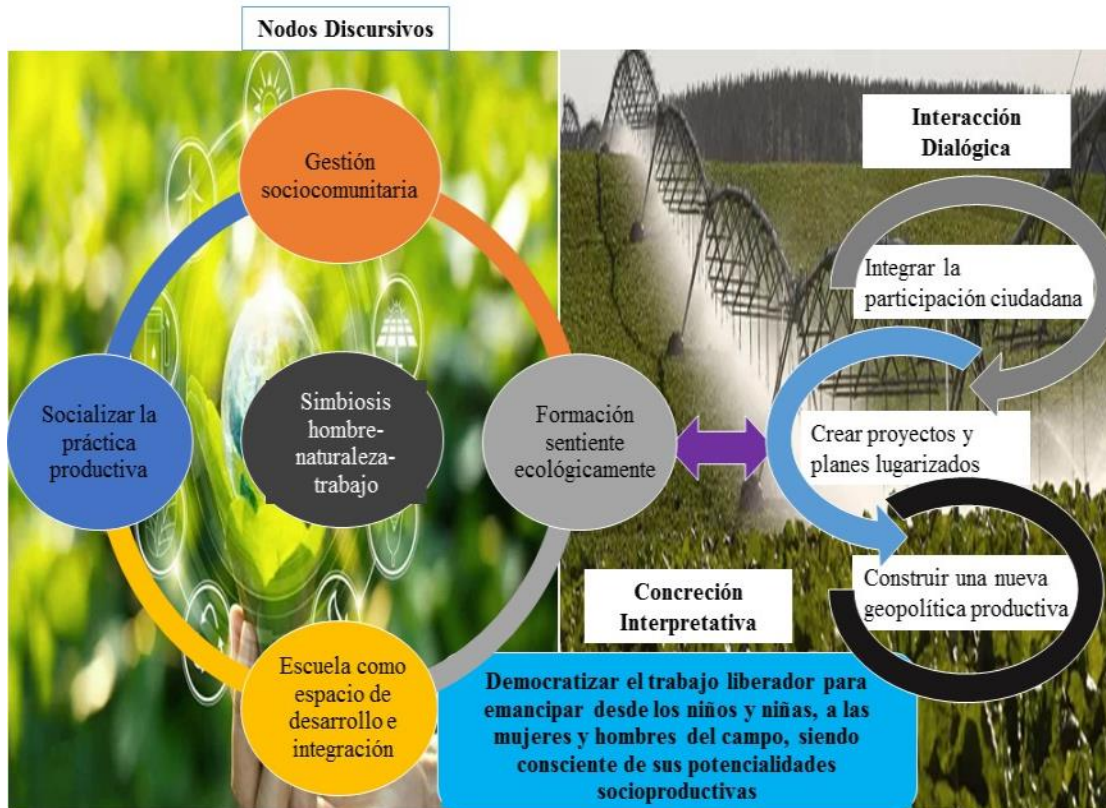 Nodos Discursivos
Gestión
sociocomunitaria
Socializar la
práctica
productiva
Simbiosis
hombre-
naturaleza-
trabajo
Formación
sentiente
ecológicamente
Escuela como
espacio de
desarrollo e
integración
Interacción
Dialógica
Integrar la
participación ciudadana
Crear proyectos y
planes lugarizados
Construir una nueva
geopolítica productiva
Concreción
Interpretativa
Democratizar el trabajo liberador para
emancipar desde los niños y niñas, a las
mujeres y hombres del campo, siendo
consciente de sus potencialidades
socioproductivas